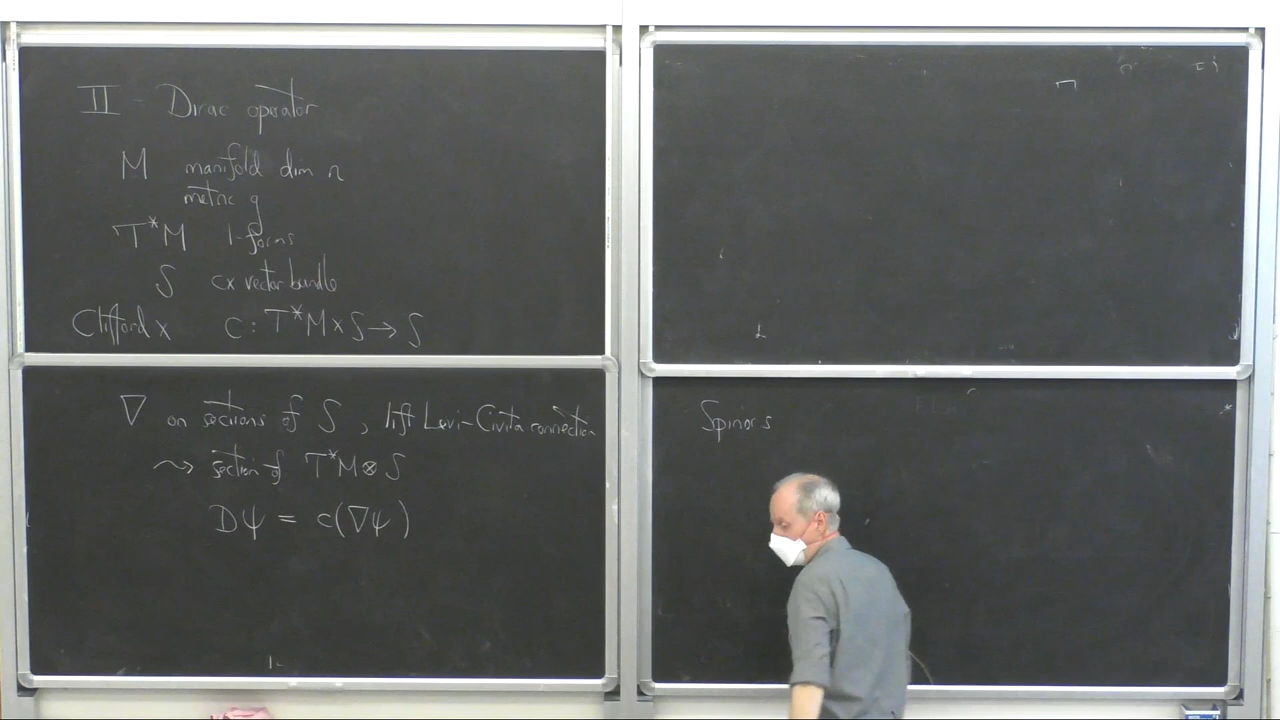 II - Dirac operator
M manifold dim n
metric g
T*M 1-forms
S cx vector bundle
Clifford x c : T*M x S → S
∇ on sections of S , lift Levi-Civita connection
⇝ section of T*M ⊗ S
Dψ = c(∇ψ)
Spinors